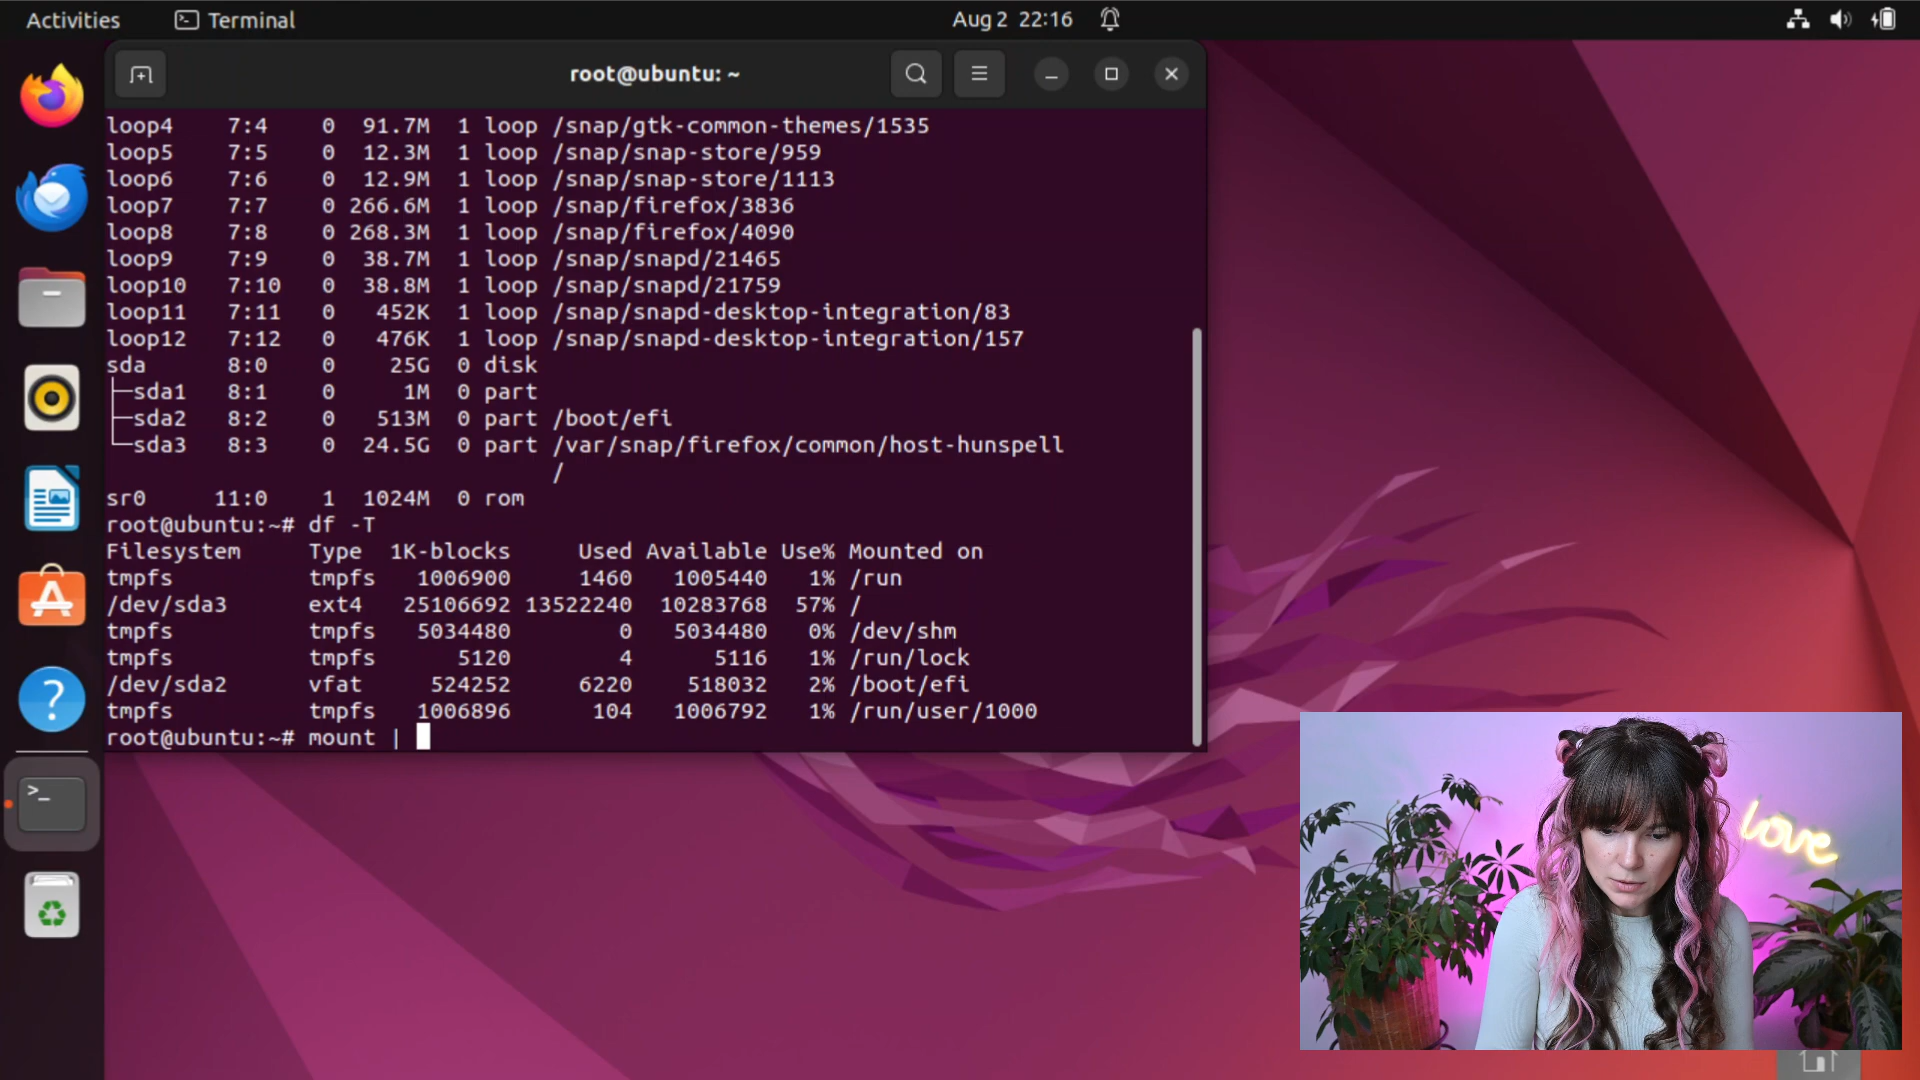 Activities Terminal Aug 2 22:16
root@ubuntu: ~
loop4 7:4 0 91.7M 1 loop /snap/gtk-common-themes/1535
loop5 7:5 0 12.3M 1 loop /snap/snap-store/959
loop6 7:6 0 12.9M 1 loop /snap/snap-store/1113
loop7 7:7 0 266.6M 1 loop /snap/firefox/3836
loop8 7:8 0 268.3M 1 loop /snap/firefox/4090
loop9 7:9 0 38.7M 1 loop /snap/snapd/21465
loop10 7:10 0 38.8M 1 loop /snap/snapd/21759
loop11 7:11 0 452K 1 loop /snap/snapd-desktop-integration/83
loop12 7:12 0 476K 1 loop /snap/snapd-desktop-integration/157
sda 8:0 0 25G 0 disk
├─sda1 8:1 0 1M 0 part
├─sda2 8:2 0 513M 0 part /boot/efi
└─sda3 8:3 0 24.5G 0 part /var/snap/firefox/common/host-hunspell
/
sr0 11:0 1 1024M 0 rom
root@ubuntu:~# df -T
Filesystem Type 1K-blocks Used Available Use% Mounted on
tmpfs tmpfs 1006900 1460 1005440 1% /run
/dev/sda3 ext4 25106692 13522240 10283768 57% /
tmpfs tmpfs 5034480 0 5034480 0% /dev/shm
tmpfs tmpfs 5120 4 5116 1% /run/lock
/dev/sda2 vfat 524252 6220 518032 2% /boot/efi
tmpfs tmpfs 1006896 104 1006792 1% /run/user/1000
root@ubuntu:~# mount |
love